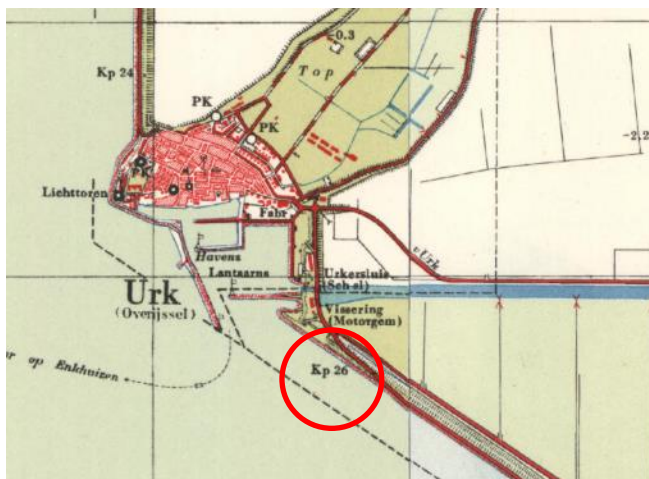 -0.3
Kp 24
Top
PK
PK
-2.2
PK
Lichttoren
Fabr
v Urk
Havens
Lantaarns
Urkersluis
(Sch.sl)
Urk
(Overijssel)
Vissering
(Motorgem)
op Enkhuizen
Kp 26